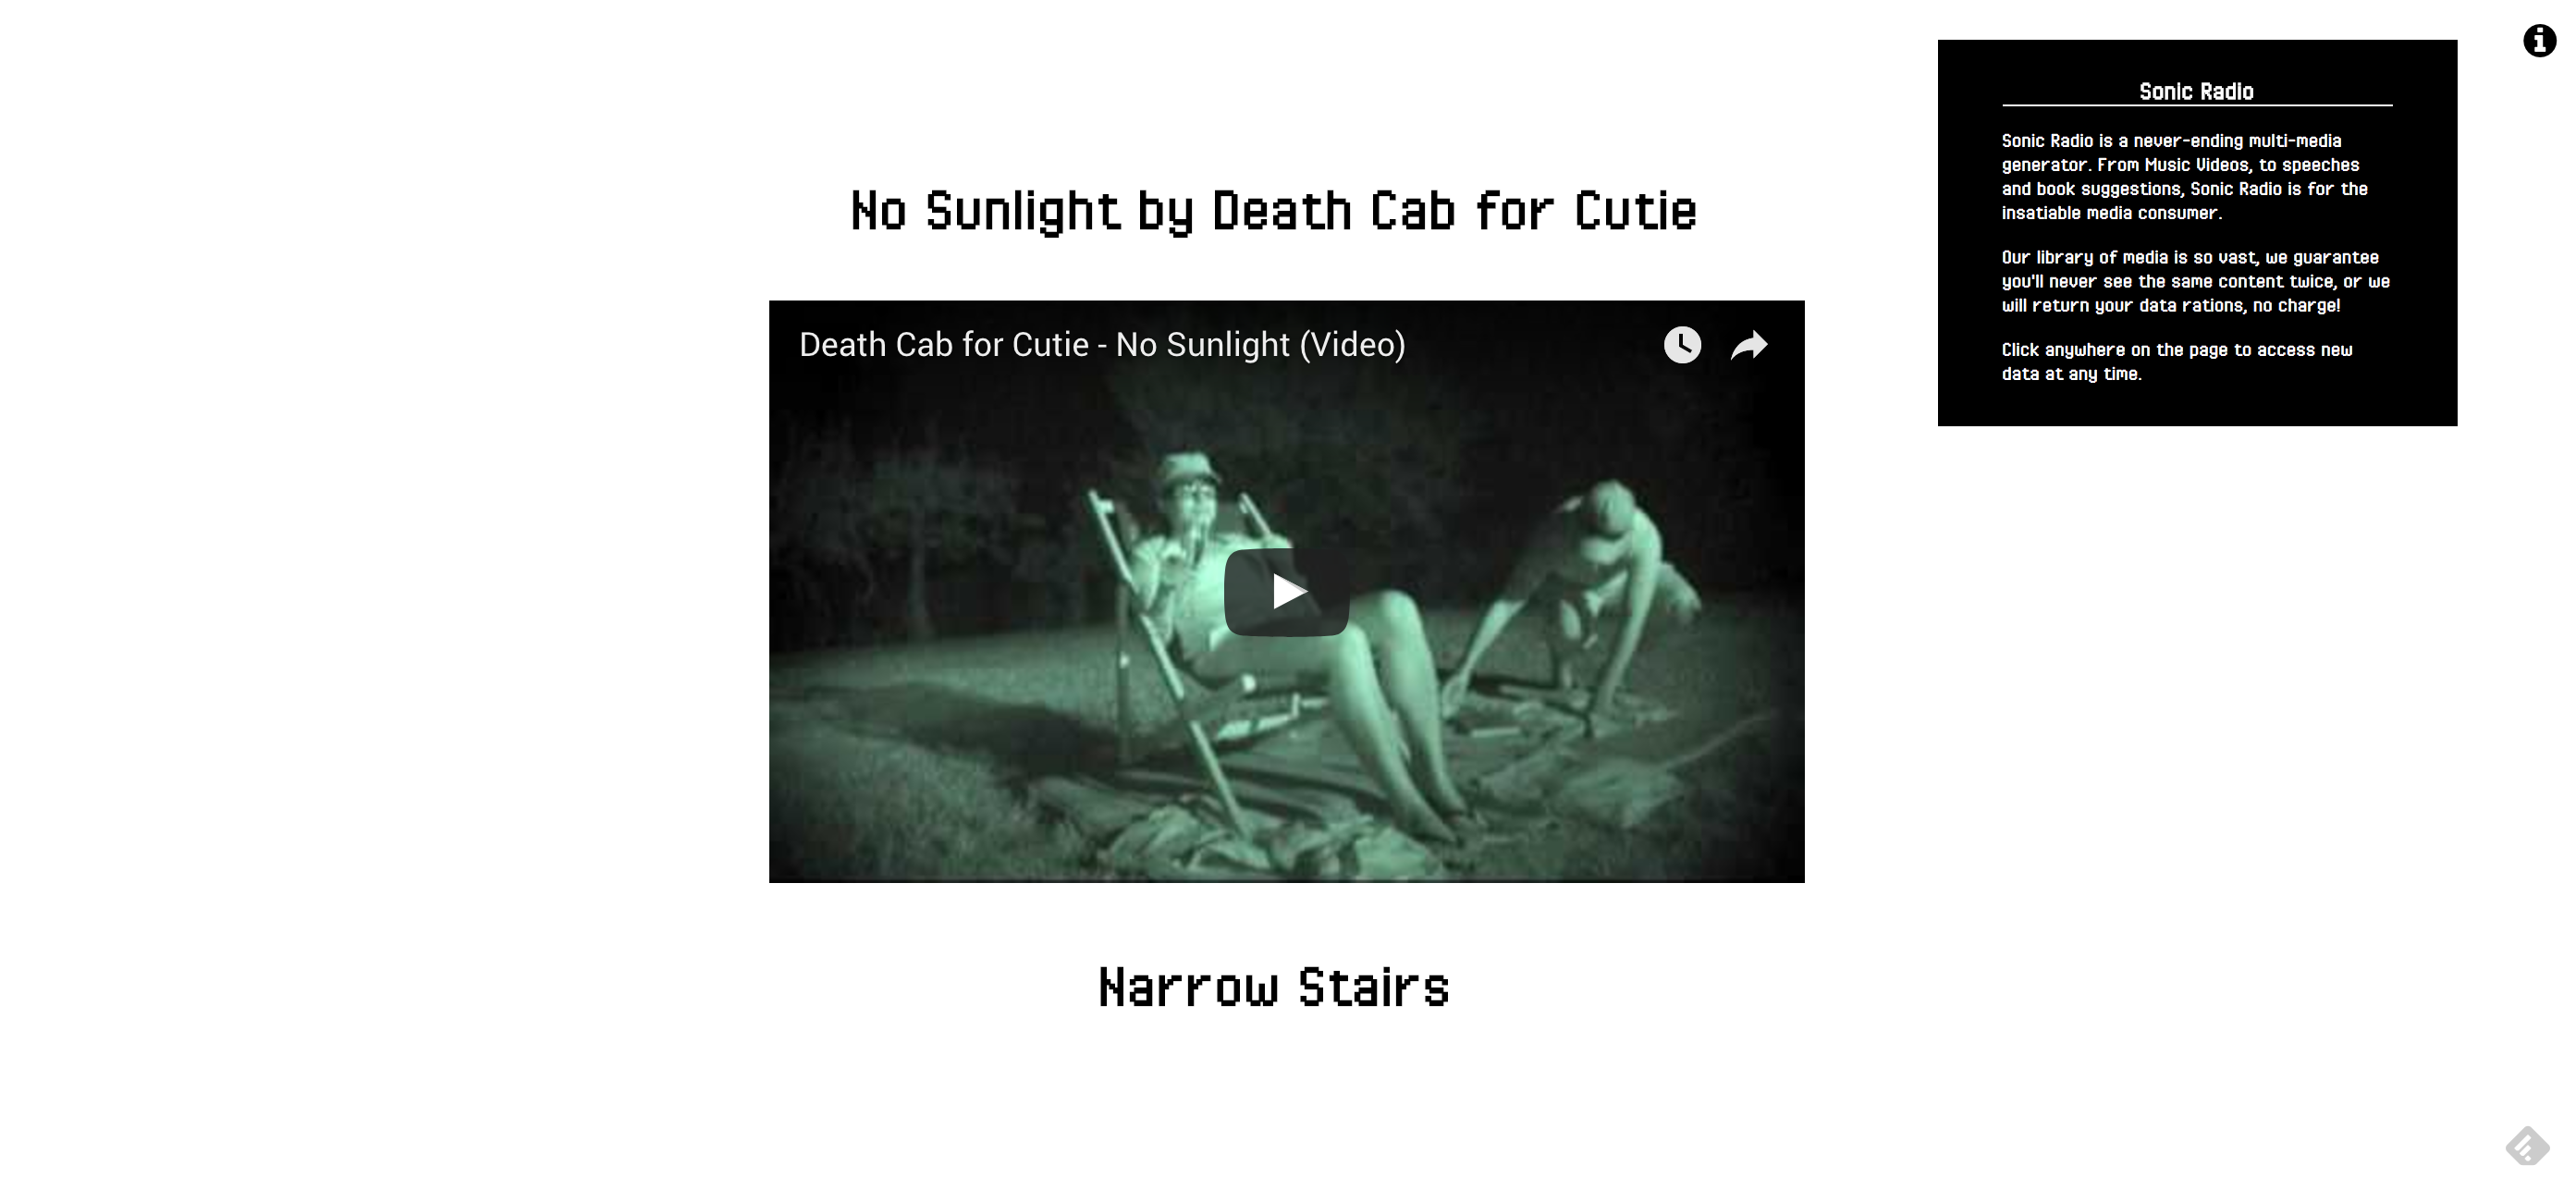 No Sunlight by Death Cab for Cutie
Death Cab for Cutie - No Sunlight (Video)
Narrow Stairs
Sonic Radio
Sonic Radio is a never-ending multi-media
generator. From Music Videos, to speeches
and book suggestions, Sonic Radio is for the
insatiable media consumer.
Our library of media is so vast, we guarantee
you'll never see the same content twice, or we
will return your data rations, no charge!
Click anywhere on the page to access new
data at any time.